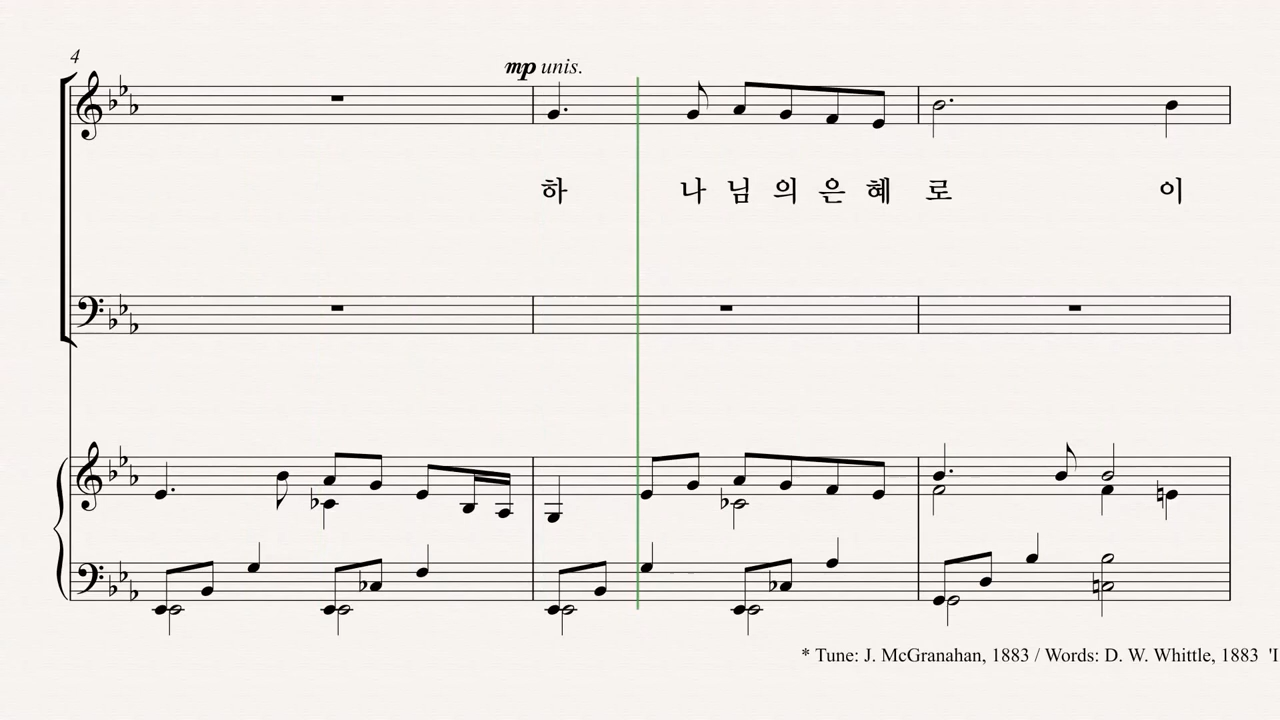 4
mp unis.
하 나 님 의 은 혜 로 이
* Tune: J. McGranahan, 1883 / Words: D. W. Whittle, 1883 'I